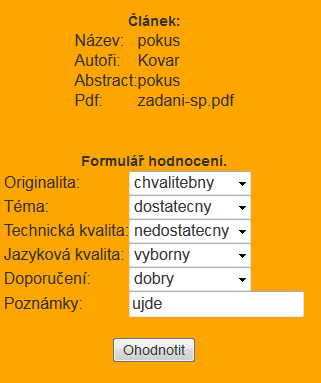 Článek:
Název: pokus
Autoři: Kovar
Abstract: pokus
Pdf: zadani-sp.pdf
Formulář hodnocení.
Originalita: chvalitebny
Téma: dostatecny
Technická kvalita: nedostatecny
Jazyková kvalita: vyborny
Doporučení: dobry
Poznámky: ujde
Ohodnotit